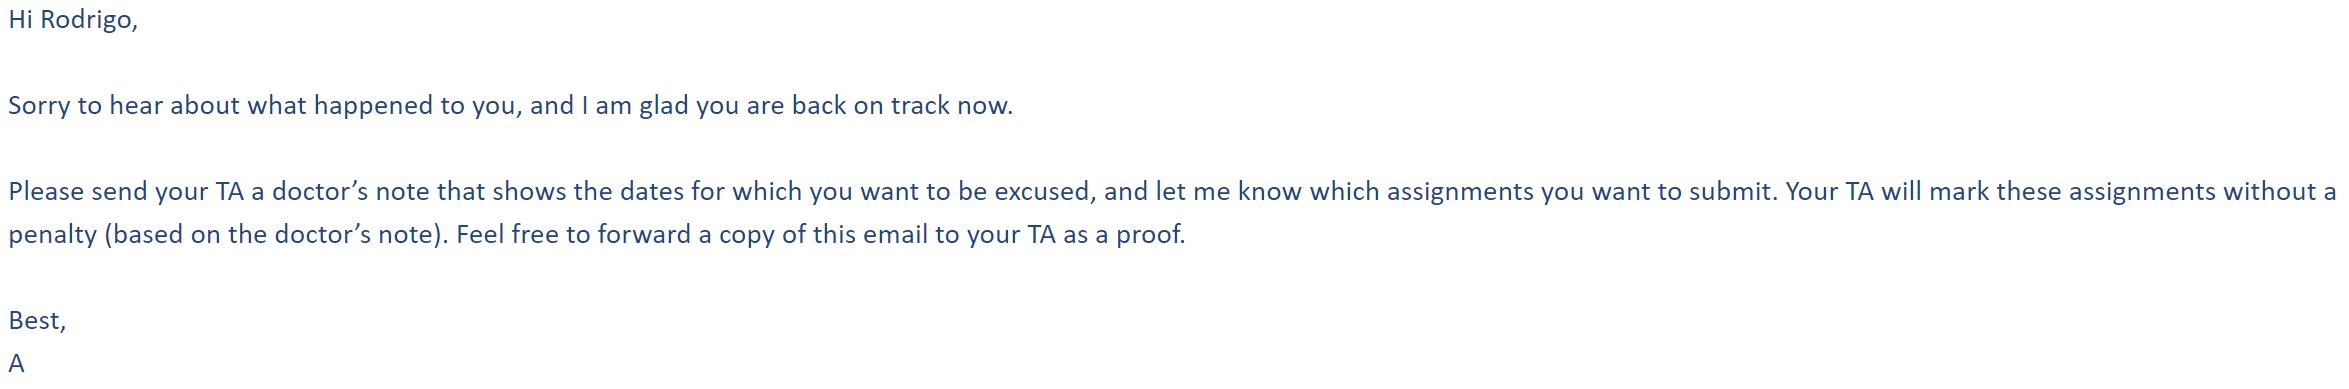 Hi Rodrigo,
Sorry to hear about what happened to you, and I am glad you are back on track now.
Please send your TA a doctor’s note that shows the dates for which you want to be excused, and let me know which assignments you want to submit. Your TA will mark these assignments without a
penalty (based on the doctor’s note). Feel free to forward a copy of this email to your TA as a proof.
Best,
A